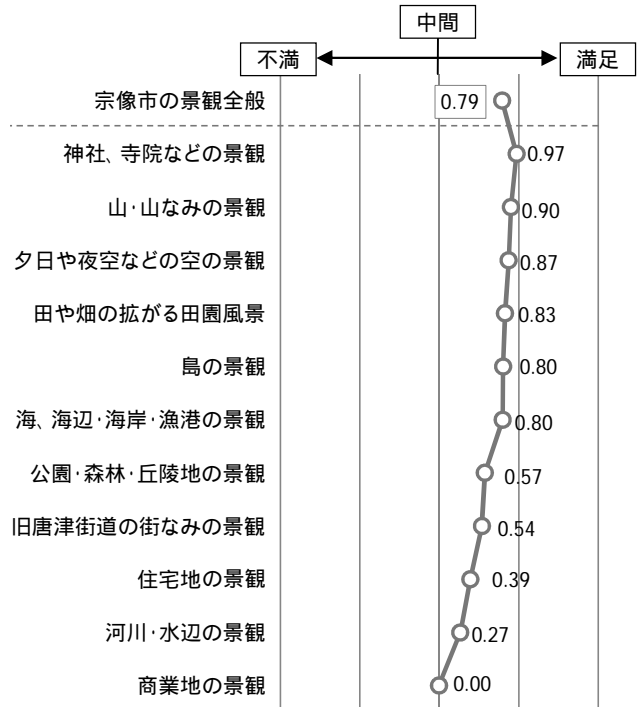 中間
不満
満足
宗像市の景観全般 0.79
神社、寺院などの景観 0.97
山・山なみの景観 0.90
夕日や夜空などの空の景観 0.87
田や畑の拡がる田園風景 0.83
島の景観 0.80
海、海辺・海岸・漁港の景観 0.80
公園・森林・丘陵地の景観 0.57
旧唐津街道の街なみの景観 0.54
住宅地の景観 0.39
河川・水辺の景観 0.27
商業地の景観 0.00